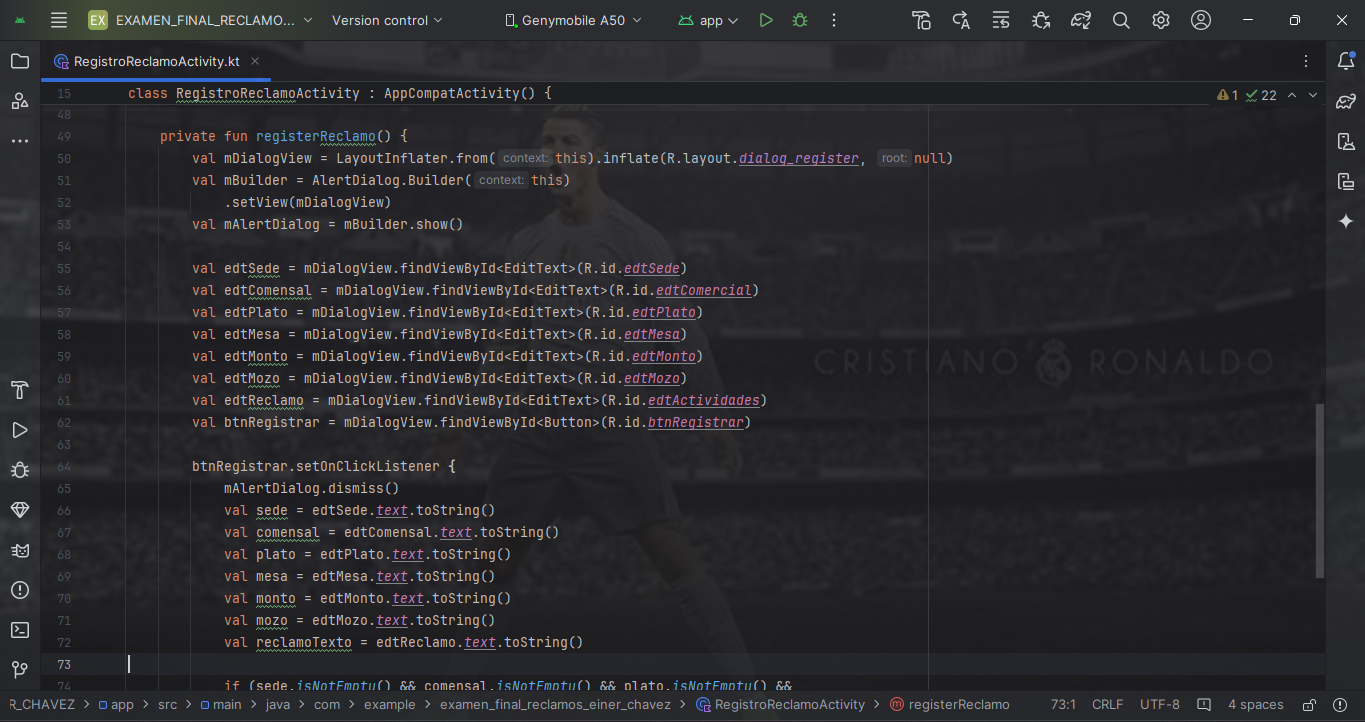 EX EXAMEN_FINAL_RECLAMO... Version control Genymobile A50 app
RegistroReclamoActivity.kt
15 class RegistroReclamoActivity : AppCompatActivity() { 1 22
48
49 private fun registerReclamo() {
50 val mDialogView = LayoutInflater.from( context: this).inflate(R.layout.dialog_register, root: null)
51 val mBuilder = AlertDialog.Builder( context: this)
52 .setView(mDialogView)
53 val mAlertDialog = mBuilder.show()
54
55 val edtSede = mDialogView.findViewById<EditText>(R.id.edtSede)
56 val edtComensal = mDialogView.findViewById<EditText>(R.id.edtComercial)
57 val edtPlato = mDialogView.findViewById<EditText>(R.id.edtPlato)
58 val edtMesa = mDialogView.findViewById<EditText>(R.id.edtMesa)
59 val edtMonto = mDialogView.findViewById<EditText>(R.id.edtMonto)
60 val edtMozo = mDialogView.findViewById<EditText>(R.id.edtMozo)
61 val edtReclamo = mDialogView.findViewById<EditText>(R.id.edtActividades)
62 val btnRegistrar = mDialogView.findViewById<Button>(R.id.btnRegistrar)
63
64 btnRegistrar.setOnClickListener {
65 mAlertDialog.dismiss()
66 val sede = edtSede.text.toString()
67 val comensal = edtComensal.text.toString()
68 val plato = edtPlato.text.toString()
69 val mesa = edtMesa.text.toString()
70 val monto = edtMonto.text.toString()
71 val mozo = edtMozo.text.toString()
72 val reclamoTexto = edtReclamo.text.toString()
73
74 if (sede.isNotEmpty() && comensal.isNotEmpty() && plato.isNotEmpty() &&
CRISTIANO RONALDO
R_CHAVEZ > app > src > main > java > com > example > examen_final_reclamos_einer_chavez > RegistroReclamoActivity > registerReclamo 73:1 CRLF UTF-8 4 spaces